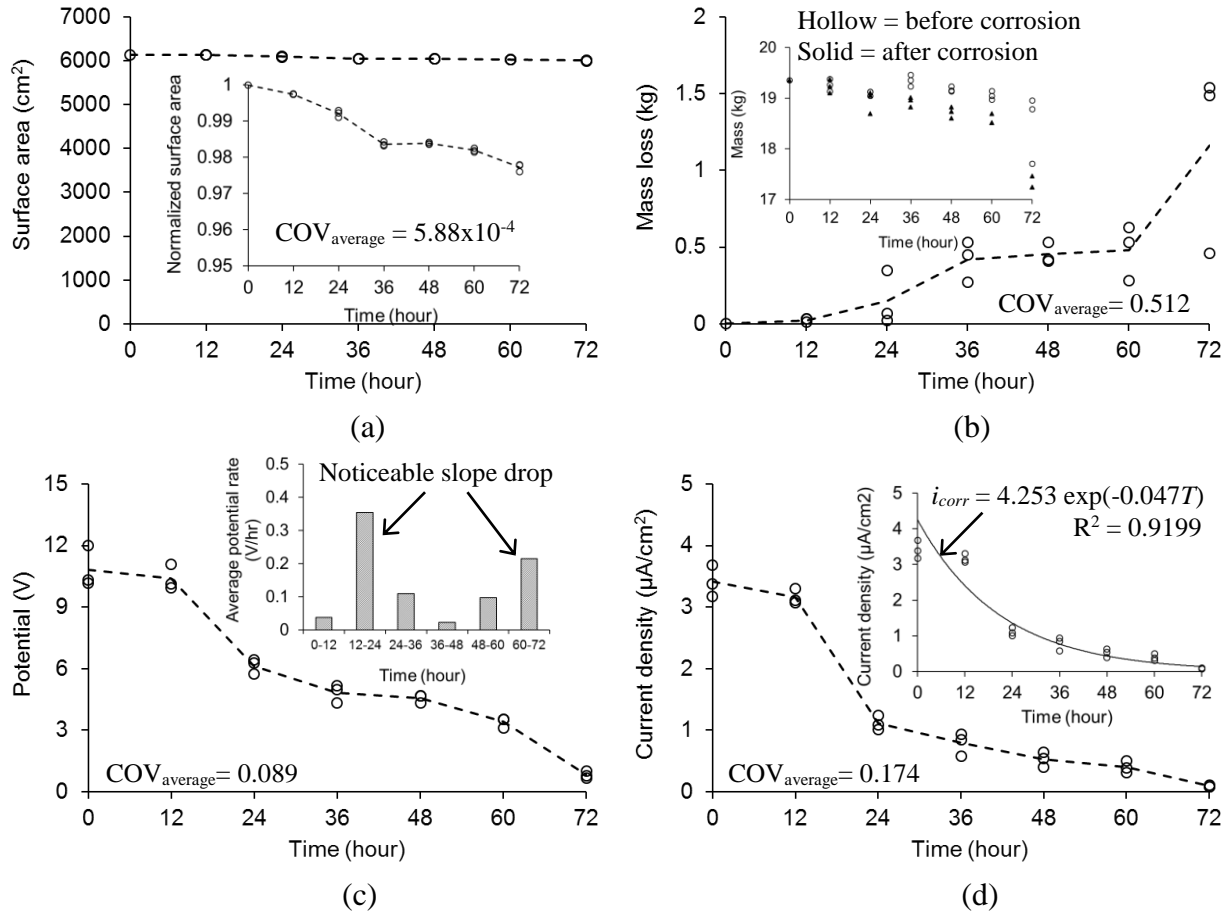 7000
6000
5000
4000
3000
2000
1000
0
Surface area (cm²)
0 12 24 36 48 60 72
Time (hour)
1
0.99
0.98
0.97
0.96
0.95
Normalized surface area
COVaverage = 5.88x10-4
0 12 24 36 48 60 72
Time (hour)
(a)
2
1.5
1
0.5
0
Mass loss (kg)
Hollow = before corrosion
Solid = after corrosion
20
19
18
17
Mass (kg)
0 12 24 36 48 60 72
Time (hour)
COVaverage= 0.512
0 12 24 36 48 60 72
Time (hour)
(b)
15
12
9
6
3
0
Potential (V)
0.5
0.4
0.3
0.2
0.1
0
Average potential rate
(V/hr)
Noticeable slope drop
0-12 12-24 24-36 36-48 48-60 60-72
Time (hour)
COVaverage= 0.089
0 12 24 36 48 60 72
Time (hour)
(c)
5
4
3
2
1
0
Current density (µA/cm²)
5
4
3
2
1
0
Current density (µA/cm2)
icorr = 4.253 exp(-0.047T)
R² = 0.9199
0 12 24 36 48 60 72
Time (hour)
COVaverage= 0.174
0 12 24 36 48 60 72
Time (hour)
(d)